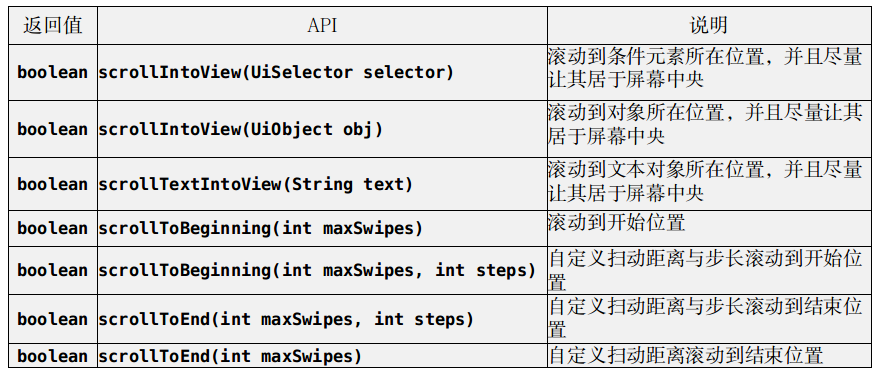 返回值 API 说明
boolean scrollIntoView(UiSelector selector) 滚动到条件元素所在位置，并且尽量
让其居于屏幕中央
boolean scrollIntoView(UiObject obj) 滚动到对象所在位置，并且尽量让其
居于屏幕中央
boolean scrollTextIntoView(String text) 滚动到文本对象所在位置，并且尽量
让其居于屏幕中央
boolean scrollToBeginning(int maxSwipes) 滚动到开始位置
boolean scrollToBeginning(int maxSwipes, int steps) 自定义扫动距离与步长滚动到开始位
置
boolean scrollToEnd(int maxSwipes, int steps) 自定义扫动距离与步长滚动到结束位
置
boolean scrollToEnd(int maxSwipes) 自定义扫动距离滚动到结束位置